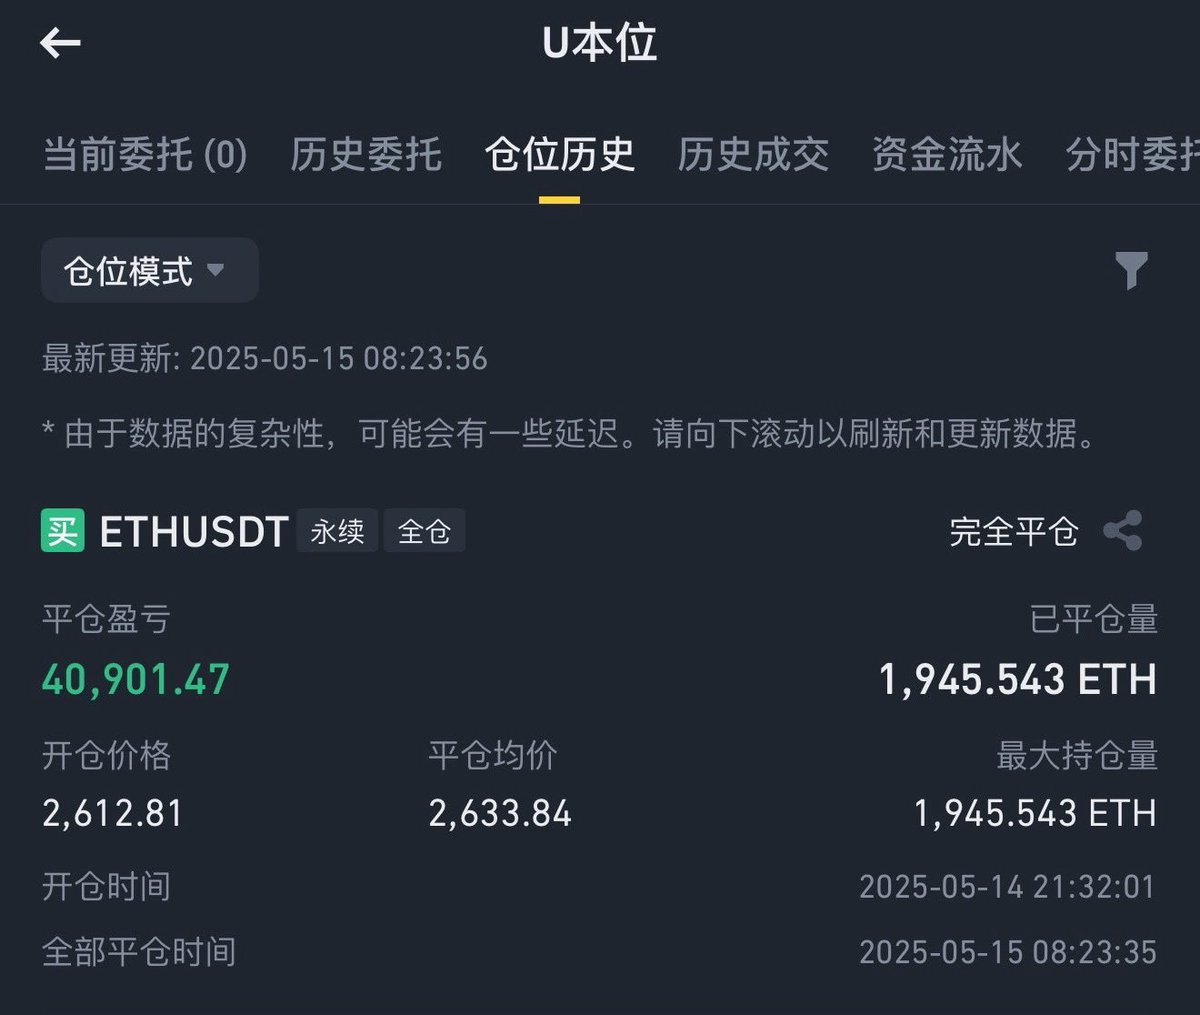 U本位
当前委托 (0) 历史委托 仓位历史 历史成交 资金流水 分时委托
仓位模式
最新更新: 2025-05-15 08:23:56
* 由于数据的复杂性，可能会有一些延迟。请向下滚动以刷新和更新数据。
买 ETHUSDT 永续 全仓 完全平仓
平仓盈亏 已平仓量
40,901.47 1,945.543 ETH
开仓价格 平仓均价 最大持仓量
2,612.81 2,633.84 1,945.543 ETH
开仓时间 2025-05-14 21:32:01
全部平仓时间 2025-05-15 08:23:35